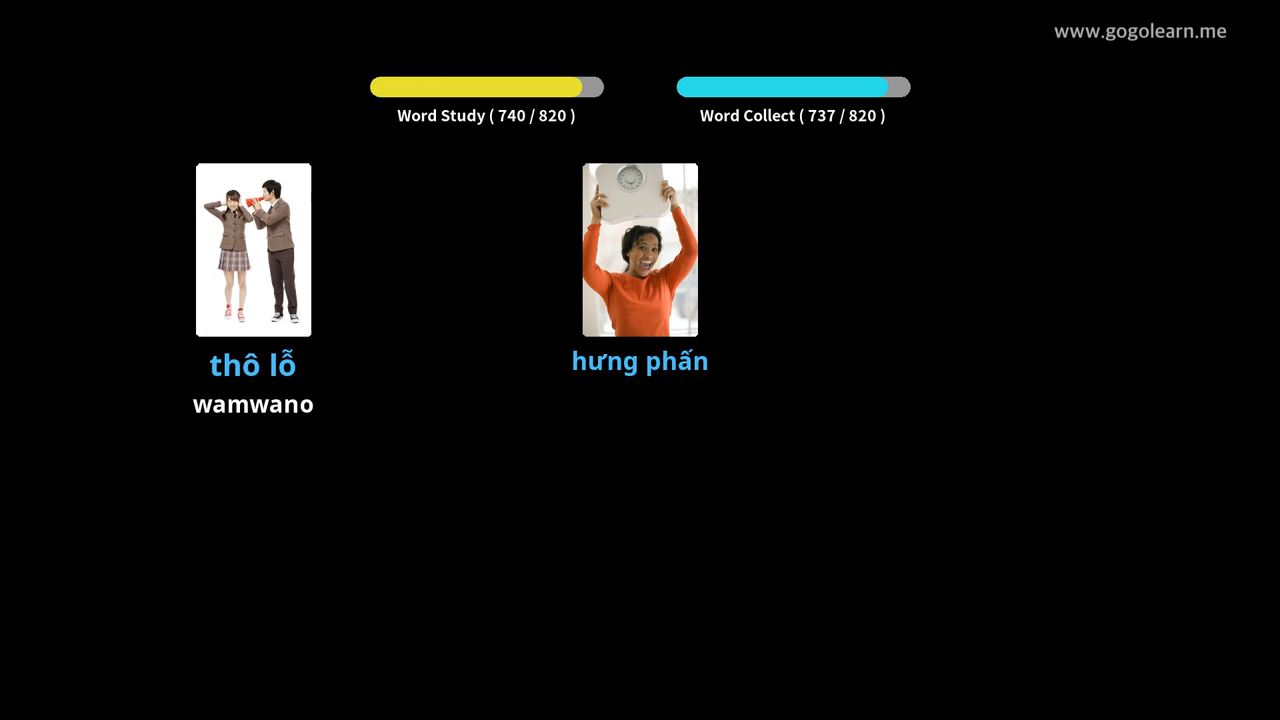 www.gogolearn.me
Word Study ( 740 / 820 )
Word Collect ( 737 / 820 )
thô lỗ
wamwano
hưng phấn